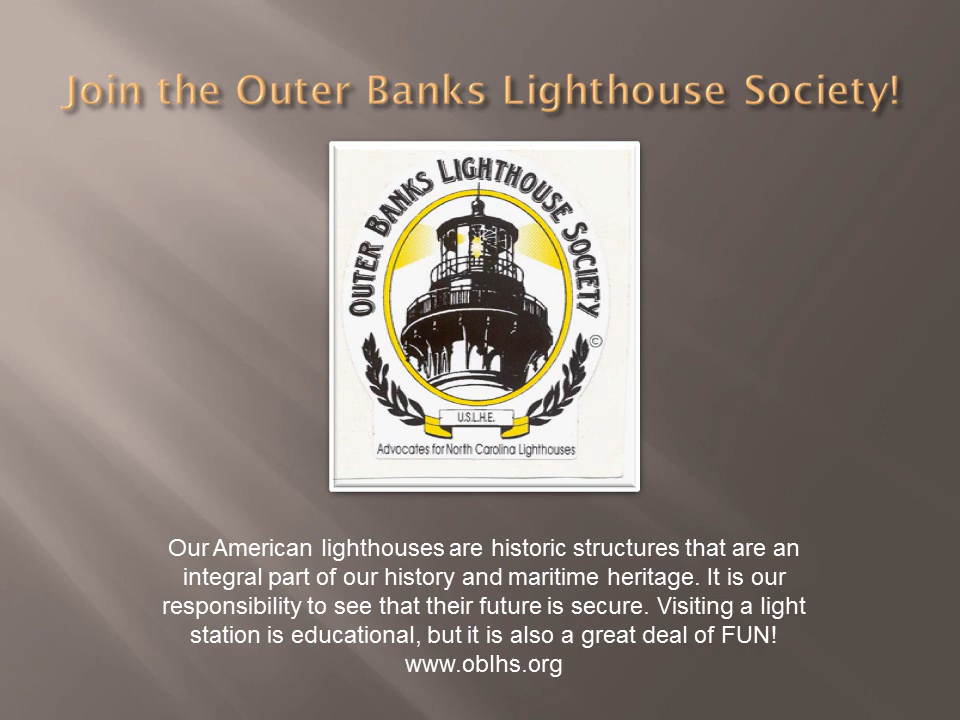 Join the Outer Banks Lighthouse Society!
OUTER BANKS LIGHTHOUSE SOCIETY
©
U.S.L.H.E.
Advocates for North Carolina Lighthouses
Our American lighthouses are historic structures that are an
integral part of our history and maritime heritage. It is our
responsibility to see that their future is secure. Visiting a light
station is educational, but it is also a great deal of FUN!
www.oblhs.org